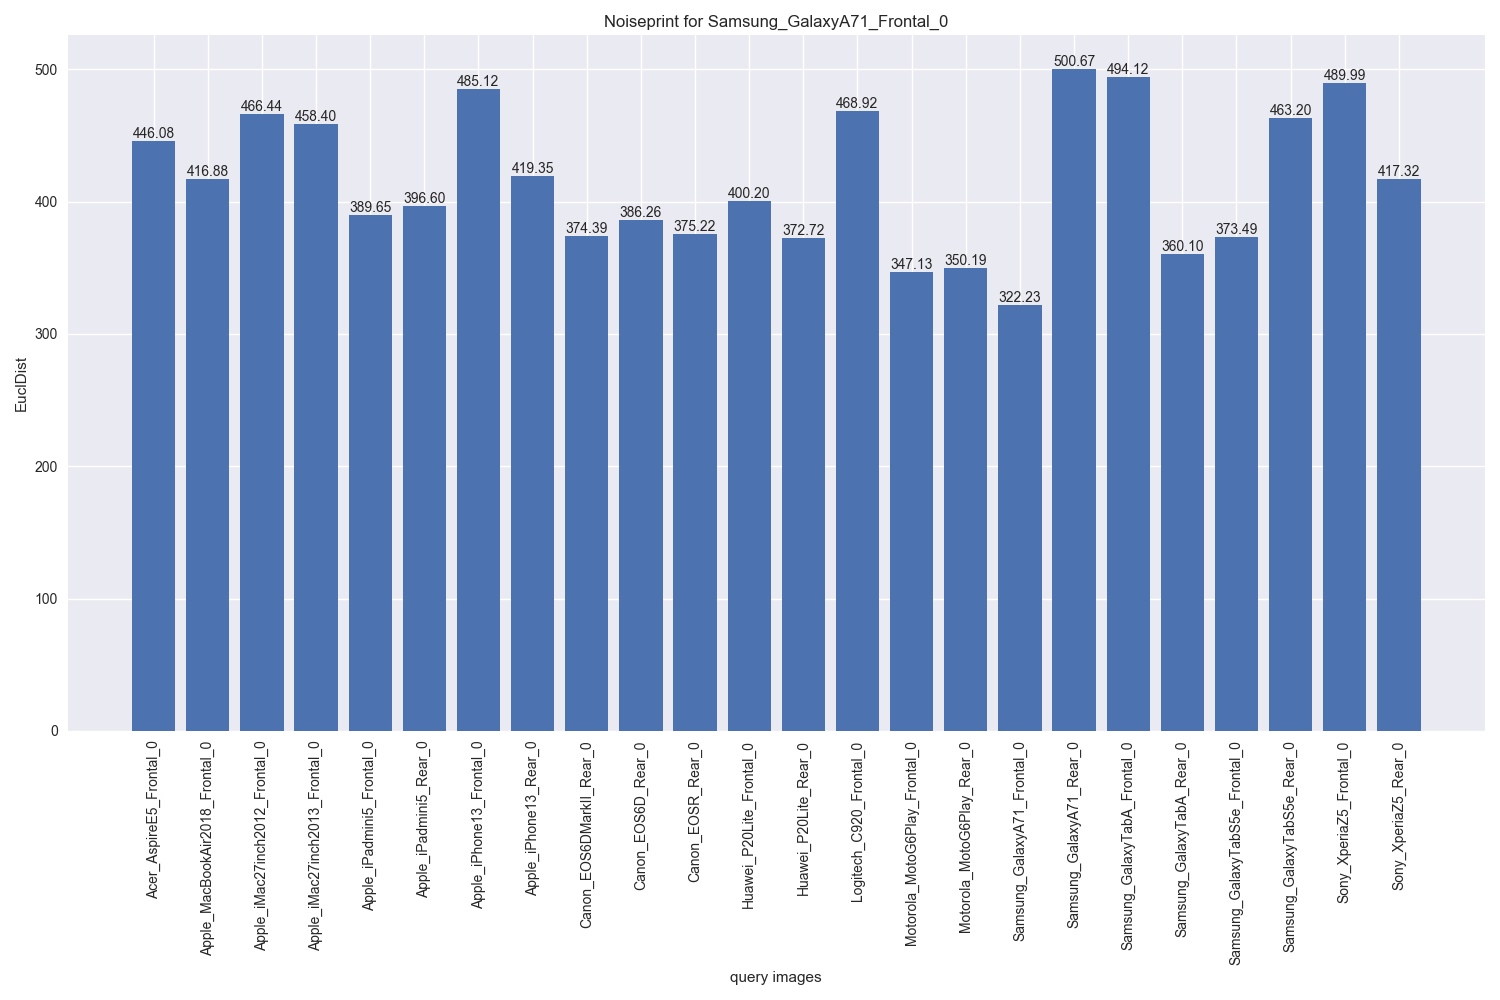 Noiseprint for Samsung_GalaxyA71_Frontal_0
EuclDist
500
400
300
200
100
0
446.08
416.88
466.44
458.40
389.65
396.60
485.12
419.35
374.39
386.26
375.22
400.20
372.72
468.92
347.13
350.19
322.23
500.67
494.12
360.10
373.49
463.20
489.99
417.32
Acer_AspireE5_Frontal_0
Apple_MacBookAir2018_Frontal_0
Apple_iMac27inch2012_Frontal_0
Apple_iMac27inch2013_Frontal_0
Apple_iPadmini5_Frontal_0
Apple_iPadmini5_Rear_0
Apple_iPhone13_Frontal_0
Apple_iPhone13_Rear_0
Canon_EOS6DMarkII_Rear_0
Canon_EOS6D_Rear_0
Canon_EOSR_Rear_0
Huawei_P20Lite_Frontal_0
Huawei_P20Lite_Rear_0
Logitech_C920_Frontal_0
Motorola_MotoG6Play_Frontal_0
Motorola_MotoG6Play_Rear_0
Samsung_GalaxyA71_Frontal_0
Samsung_GalaxyA71_Rear_0
Samsung_GalaxyTabA_Frontal_0
Samsung_GalaxyTabA_Rear_0
Samsung_GalaxyTabS5e_Frontal_0
Samsung_GalaxyTabS5e_Rear_0
Sony_XperiaZ5_Frontal_0
Sony_XperiaZ5_Rear_0
query images